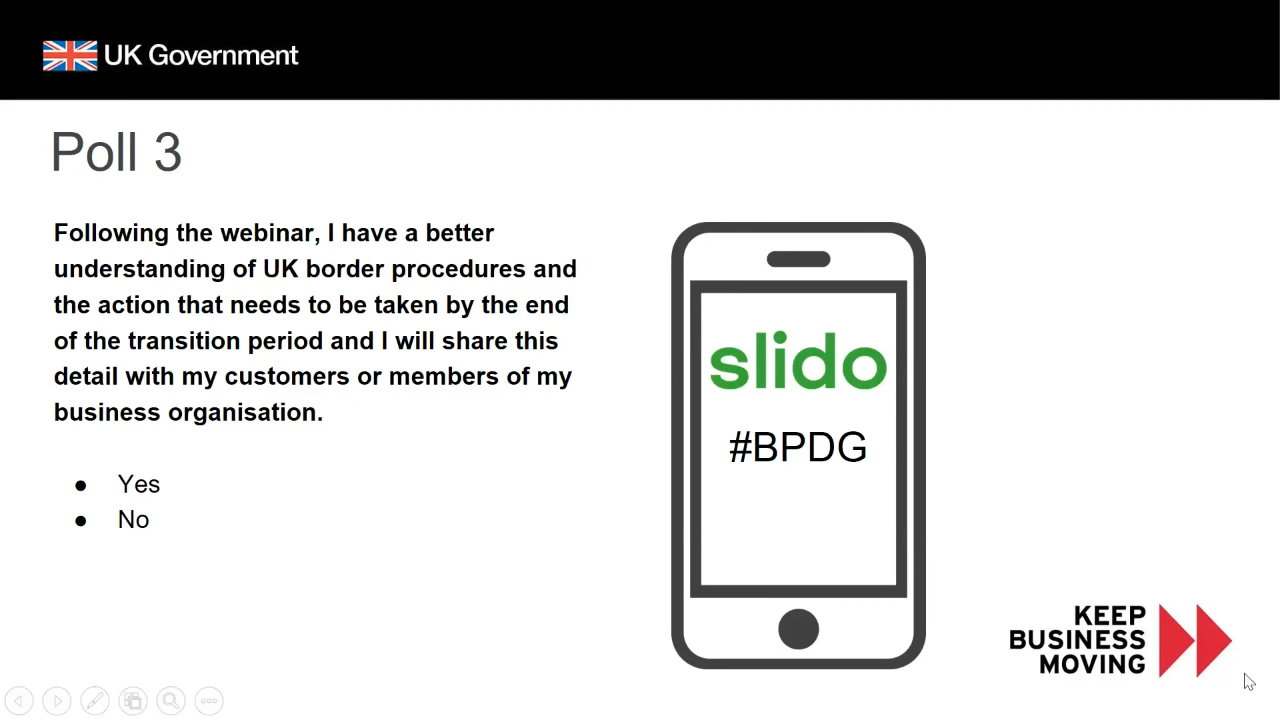 UK Government
Poll 3
Following the webinar, I have a better
understanding of UK border procedures and
the action that needs to be taken by the end
of the transition period and I will share this
detail with my customers or members of my
business organisation.
● Yes
● No
slido
#BPDG
KEEP
BUSINESS
MOVING